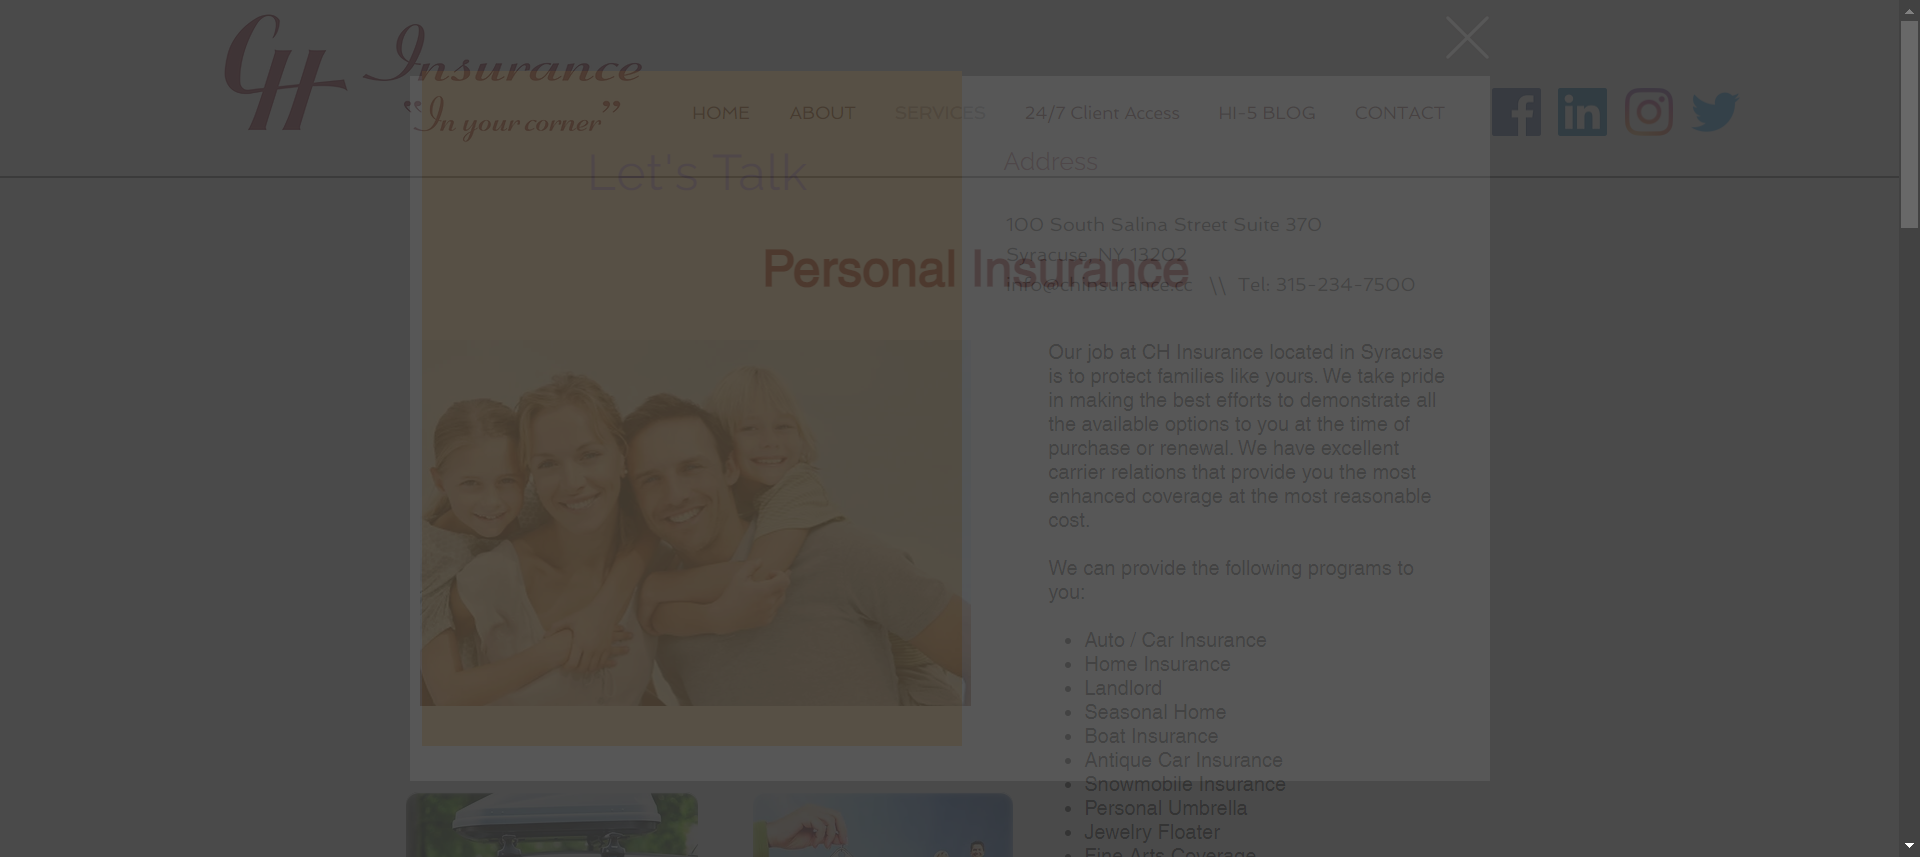 CH Insurance
"In your corner"
HOME
ABOUT
SERVICES
24/7 Client Access
HI-5 BLOG
CONTACT
Let's Talk
Address
100 South Salina Street Suite 370
Syracuse, NY 13202
info@chinsurance.cc \\ Tel: 315-234-7500
Personal Insurance
Our job at CH Insurance located in Syracuse
is to protect families like yours. We take pride
in making the best efforts to demonstrate all
the available options to you at the time of
purchase or renewal. We have excellent
carrier relations that provide you the most
enhanced coverage at the most reasonable
cost.
We can provide the following programs to
you:
• Auto / Car Insurance
• Home Insurance
• Landlord
• Seasonal Home
• Boat Insurance
• Antique Car Insurance
• Snowmobile Insurance
• Personal Umbrella
• Jewelry Floater
• Fine Arts Coverage